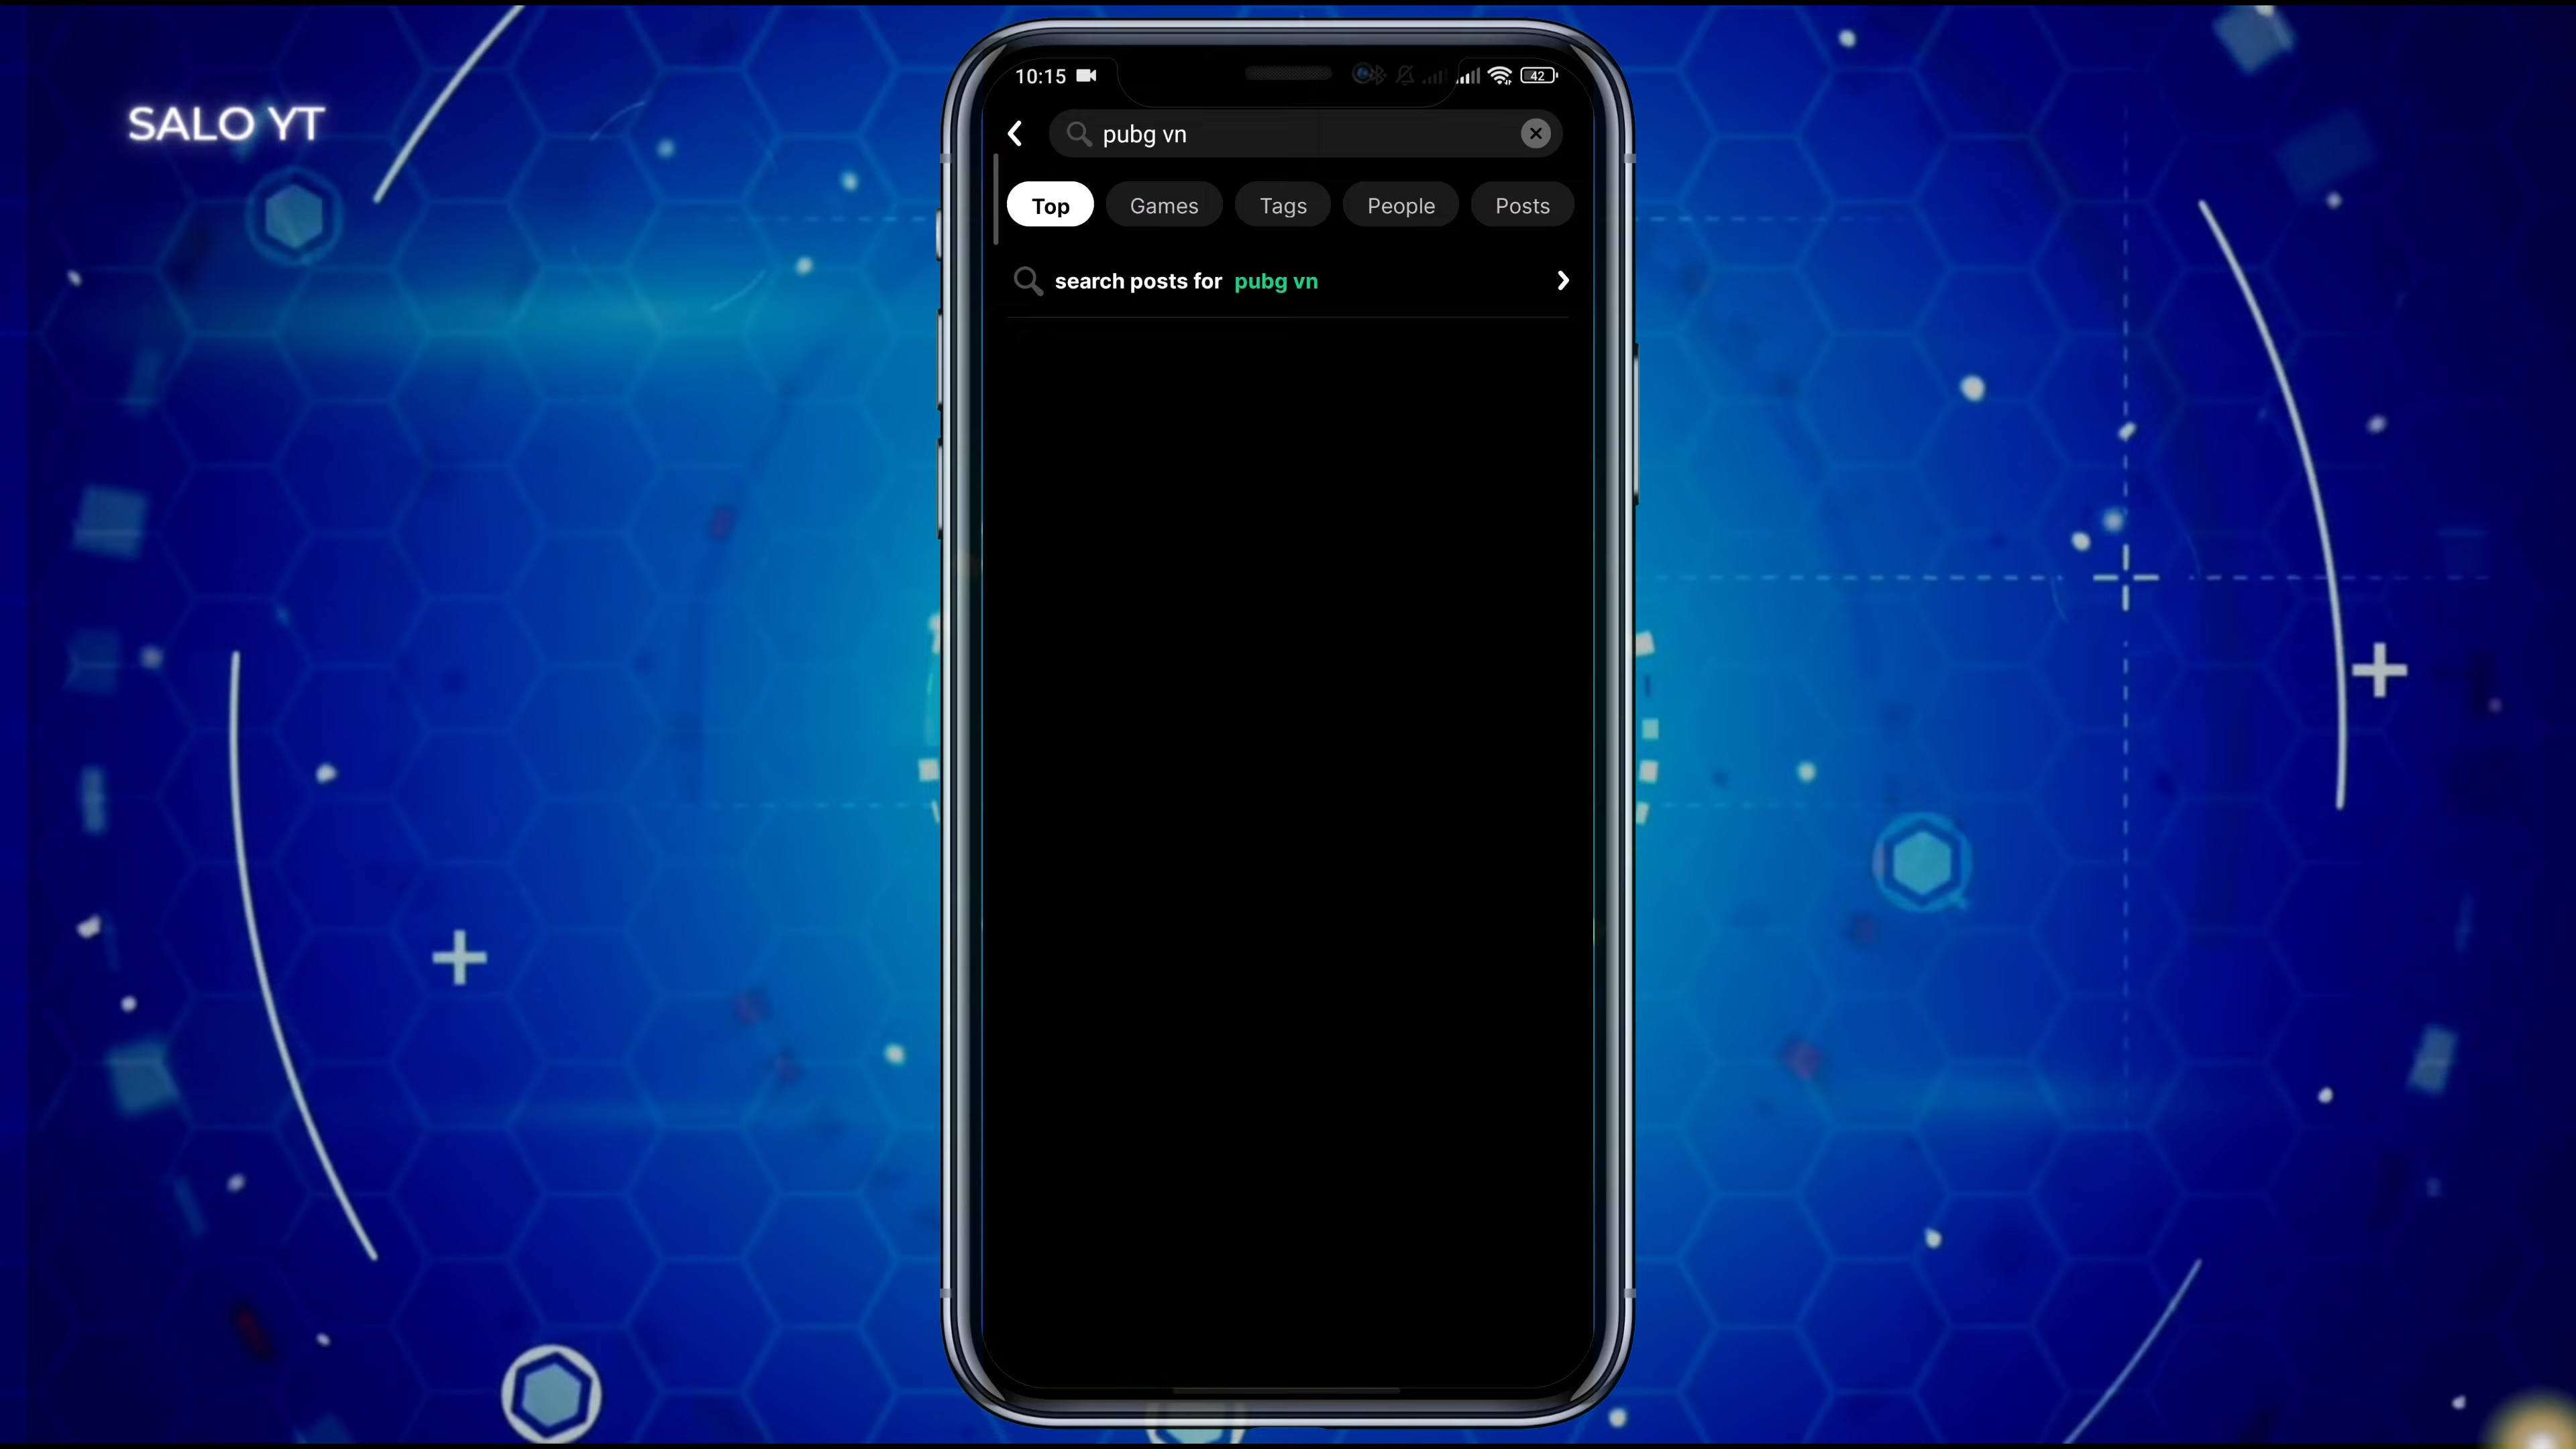 SALO YT
10:15
42
pubg vn
Top Games Tags People Posts
search posts for pubg vn